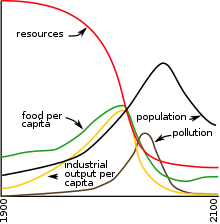 resources
food per
capita
population
pollution
industrial
output per
capita
1900
2100